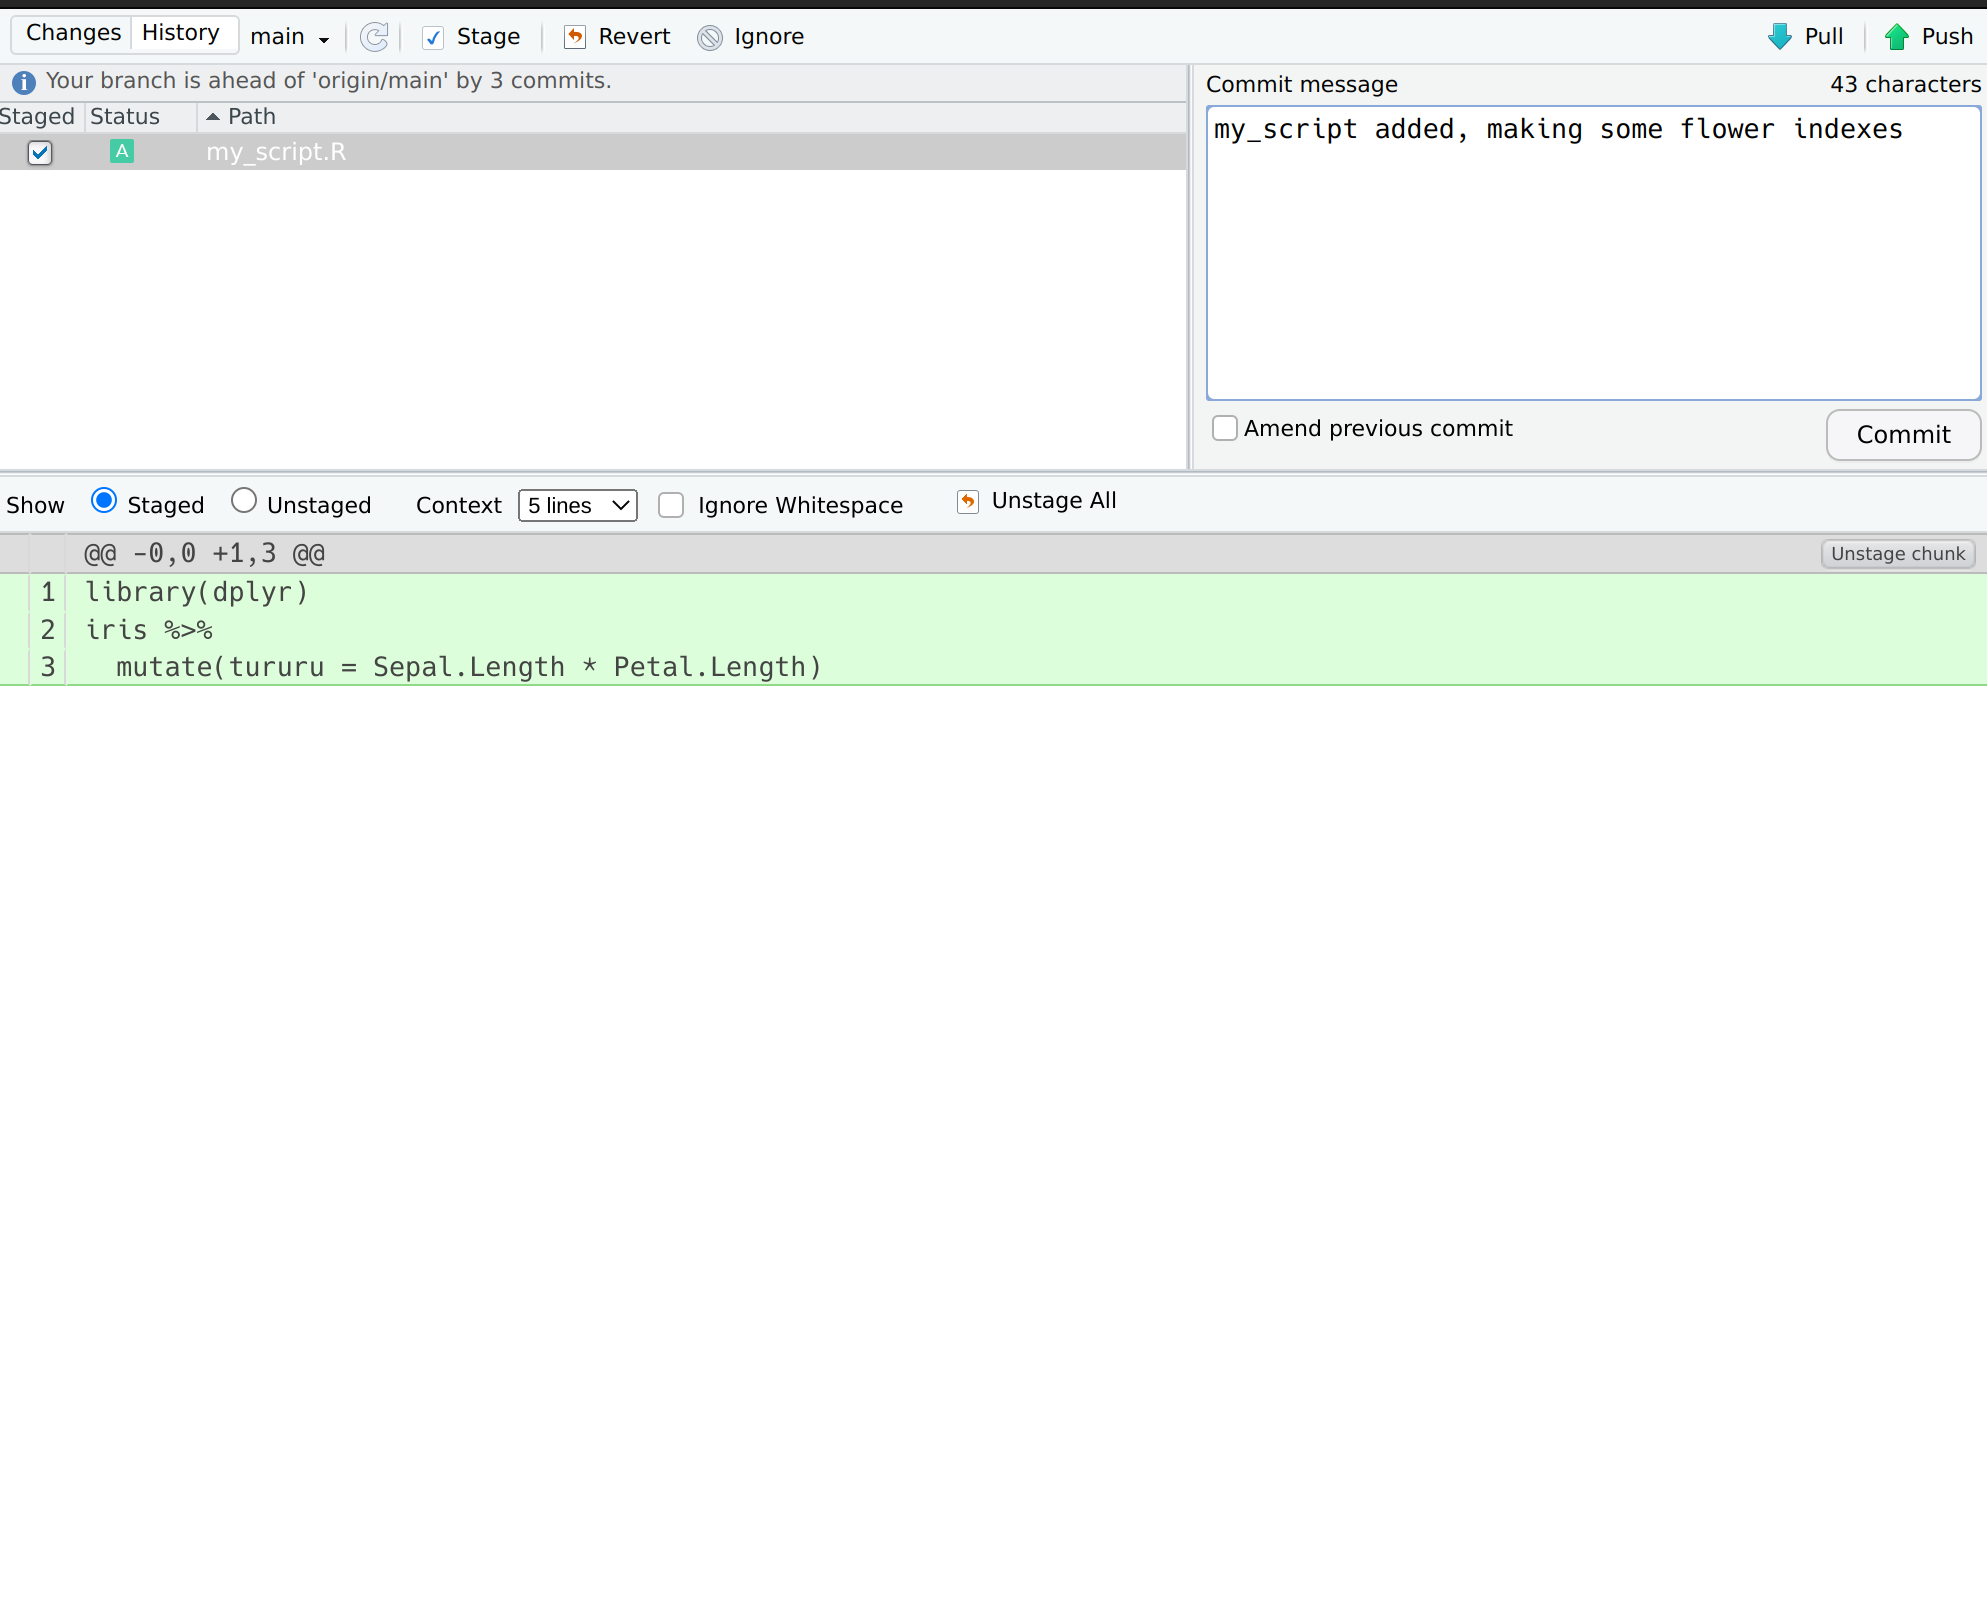 Changes History main Stage Revert Ignore Pull Push
Your branch is ahead of 'origin/main' by 3 commits.
Staged Status Path
A my_script.R
Commit message 43 characters
my_script added, making some flower indexes
Amend previous commit Commit
Show Staged Unstaged Context 5 lines Ignore Whitespace Unstage All
@@ -0,0 +1,3 @@ Unstage chunk
1 library(dplyr)
2 iris %>%
3 mutate(tururu = Sepal.Length * Petal.Length)